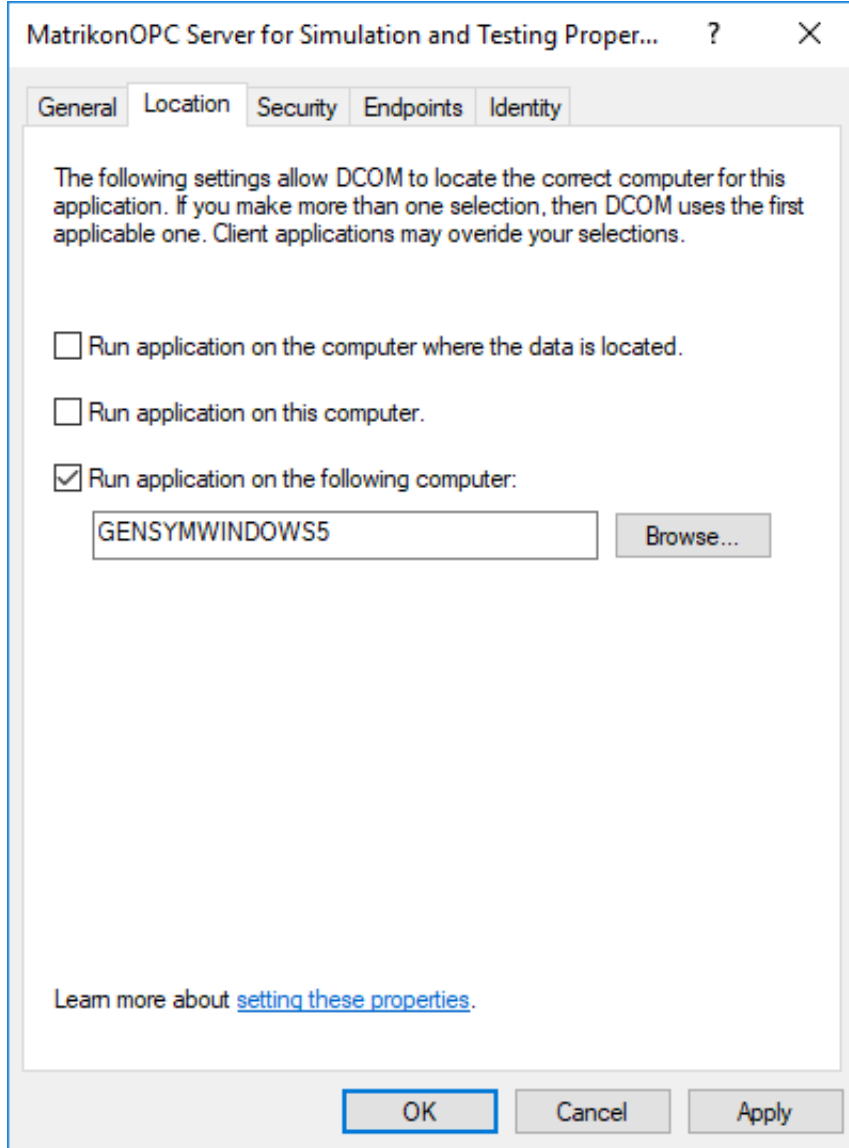 MatrikonOPC Server for Simulation and Testing Proper... ?
General Location Security Endpoints Identity
The following settings allow DCOM to locate the correct computer for this
application. If you make more than one selection, then DCOM uses the first
applicable one. Client applications may overide your selections.
Run application on the computer where the data is located.
Run application on this computer.
Run application on the following computer:
GENSYMWINDOWS5 Browse...
Learn more about setting these properties.
OK Cancel Apply